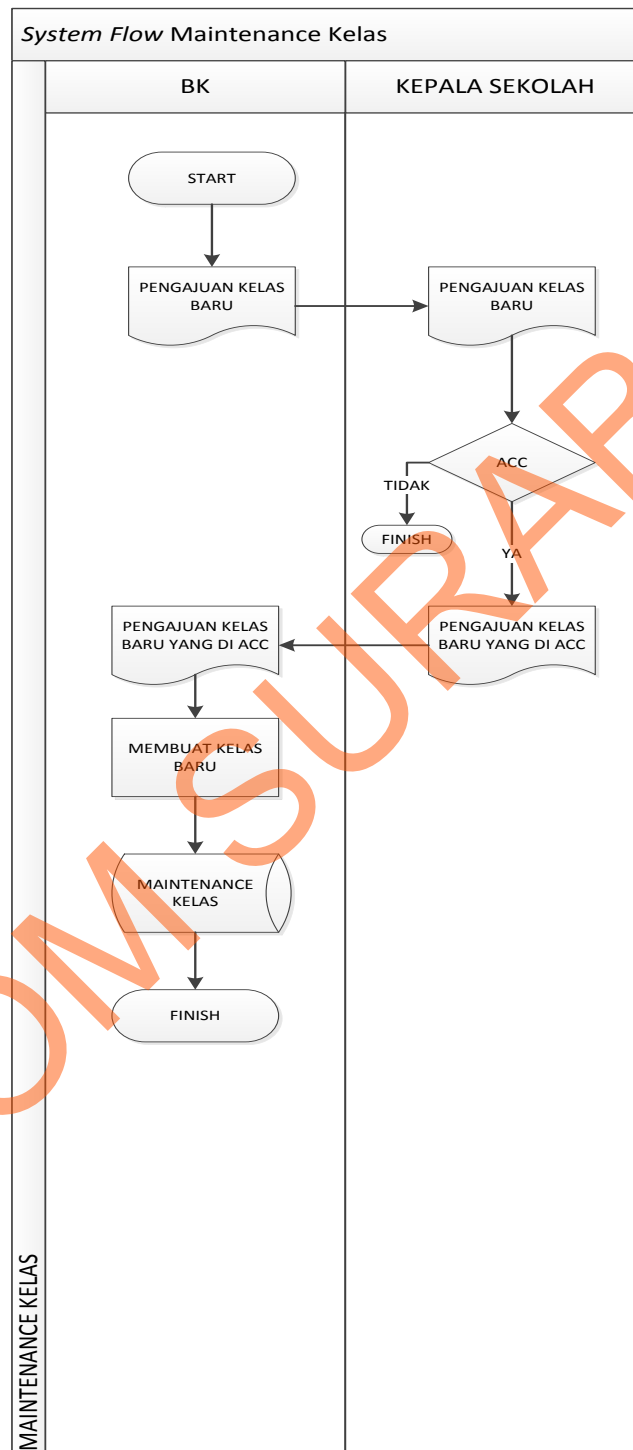 System Flow Maintenance Kelas
BK
KEPALA SEKOLAH
START
PENGAJUAN KELAS
BARU
PENGAJUAN KELAS
BARU
ACC
TIDAK
FINISH
YA
PENGAJUAN KELAS
BARU YANG DI ACC
PENGAJUAN KELAS
BARU YANG DI ACC
MEMBUAT KELAS
BARU
MAINTENANCE
KELAS
FINISH
MAINTENANCE KELAS
OM SURAB